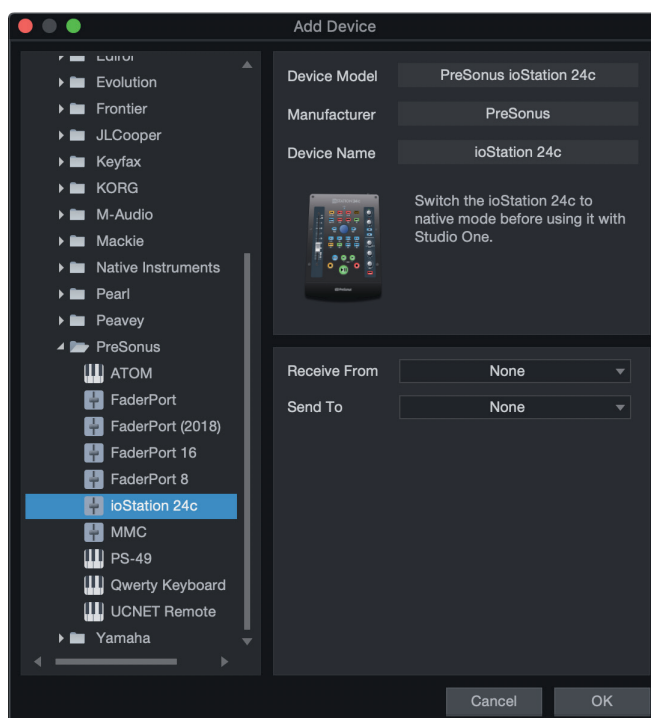 Add Device
Edirol
Evolution
Frontier
JLCooper
Keyfax
KORG
M-Audio
Mackie
Native Instruments
Pearl
Peavey
PreSonus
ATOM
FaderPort
FaderPort (2018)
FaderPort 16
FaderPort 8
ioStation 24c
MMC
PS-49
Qwerty Keyboard
UCNET Remote
Yamaha
Device Model
PreSonus ioStation 24c
Manufacturer
PreSonus
Device Name
ioStation 24c
Switch the ioStation 24c to
native mode before using it with
Studio One.
Receive From
None
Send To
None
Cancel
OK